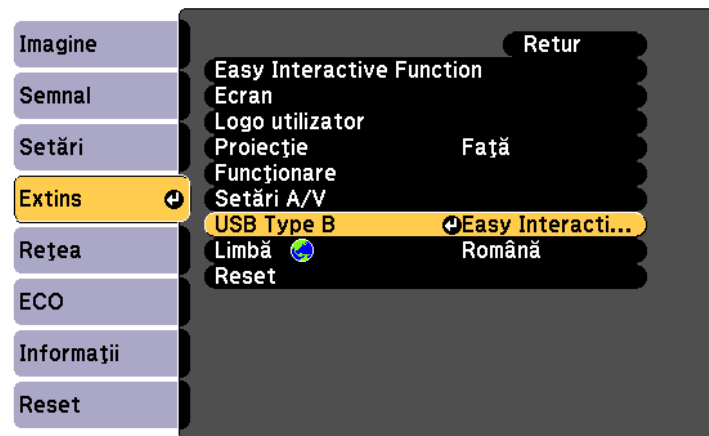 Imagine
Semnal
Setări
Extins
Reţea
ECO
Informaţii
Reset
Retur
Easy Interactive Function
Ecran
Logo utilizator
Proiecţie Faţă
Funcţionare
Setări A/V
USB Type B Easy Interacti...
Limbă Română
Reset